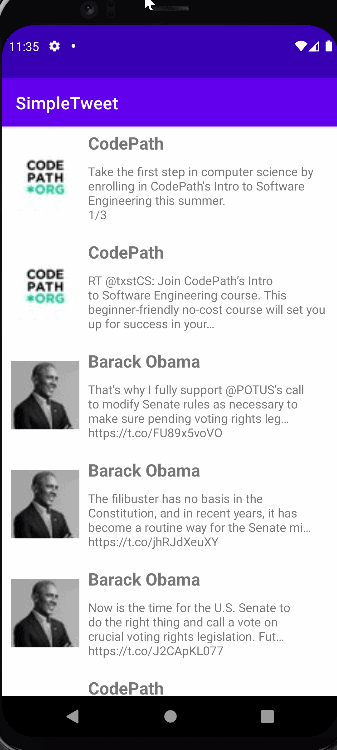 11:35
SimpleTweet
CODE
PATH
*ORG
CodePath
Take the first step in computer science by
enrolling in CodePath's Intro to Software
Engineering this summer.
1/3
CODE
PATH
*ORG
CodePath
RT @txstCS: Join CodePath's Intro
to Software Engineering course. This
beginner-friendly no-cost course will set you
up for success in your…
Barack Obama
That's why I fully support @POTUS's call
to modify Senate rules as necessary to
make sure pending voting rights leg…
https://t.co/FU89x5voVO
Barack Obama
The filibuster has no basis in the
Constitution, and in recent years, it has
become a routine way for the Senate mi…
https://t.co/jhRJdXeuXY
Barack Obama
Now is the time for the U.S. Senate to
do the right thing and call a vote on
crucial voting rights legislation. Fut…
https://t.co/J2CApKL077
CodePath